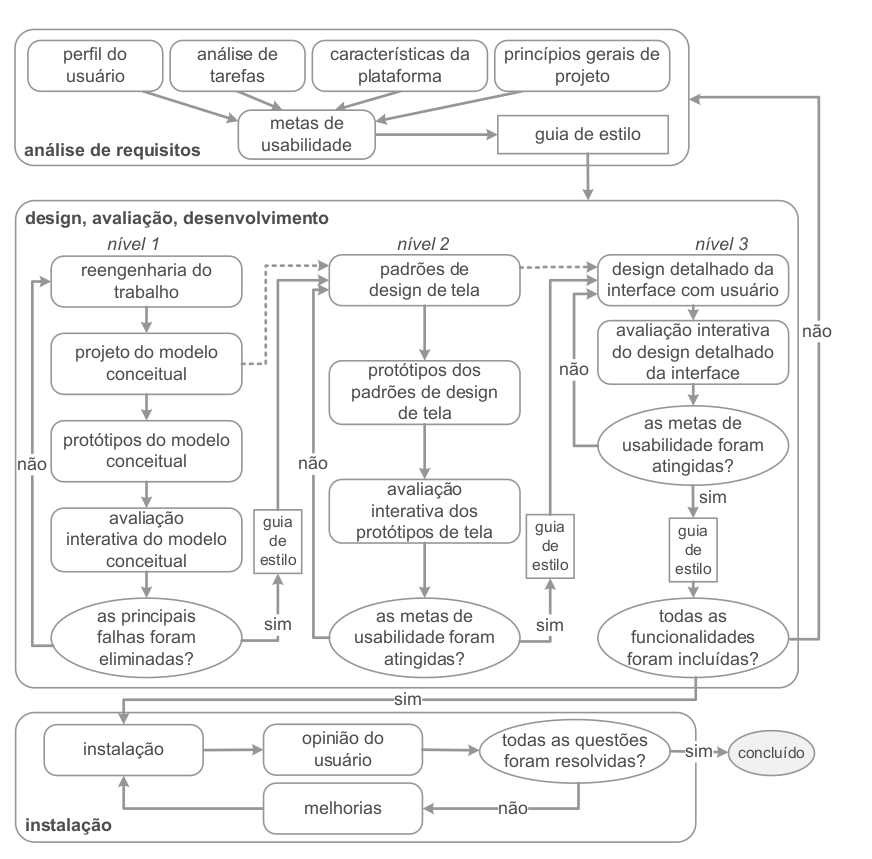 perfil do
usuário
análise de
tarefas
características da
plataforma
princípios gerais de
projeto
metas de
usabilidade
guia de estilo
análise de requisitos
design, avaliação, desenvolvimento
nível 1
reengenharia do
trabalho
projeto do modelo
conceitual
protótipos do modelo
conceitual
não
avaliação
interativa do modelo
conceitual
as principais
falhas foram
eliminadas?
sim
guia
de
estilo
nível 2
padrões de
design de tela
protótipos dos
padrões de design
de tela
não
avaliação
interativa dos
protótipos de tela
as metas de
usabilidade foram
atingidas?
sim
guia
de
estilo
nível 3
design detalhado da
interface com usuário
avaliação interativa
do design detalhado
da interface
não
as metas de
usabilidade foram
atingidas?
sim
guia
de
estilo
todas as
funcionalidades
foram incluídas?
não
sim
instalação
opinião do
usuário
todas as questões
foram resolvidas?
sim
concluído
não
melhorias
instalação